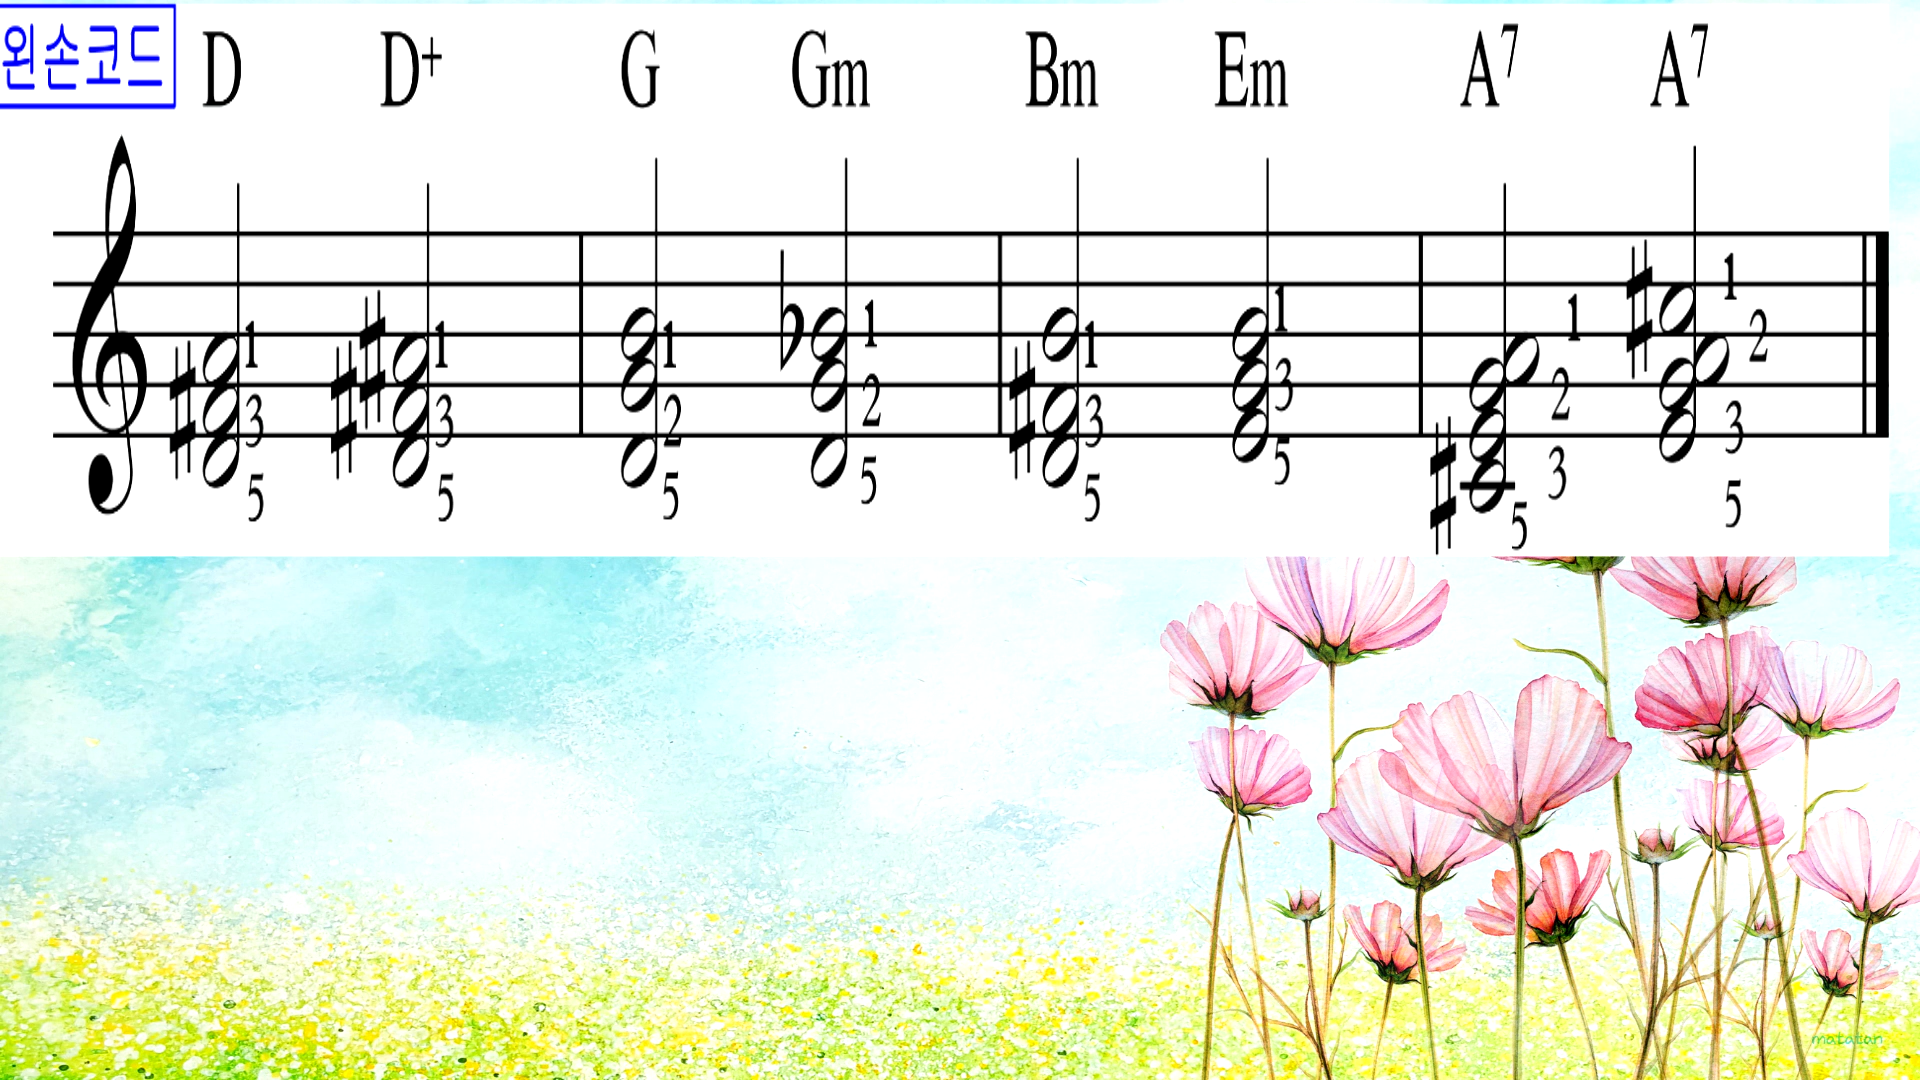 왼손코드 D D+ G Gm Bm Em A7 A7
1 1 1 1 1 1 1 1
3 3 2 2 3 3 2 2
5 5 5 5 5 5 3 3
5 5
matatan